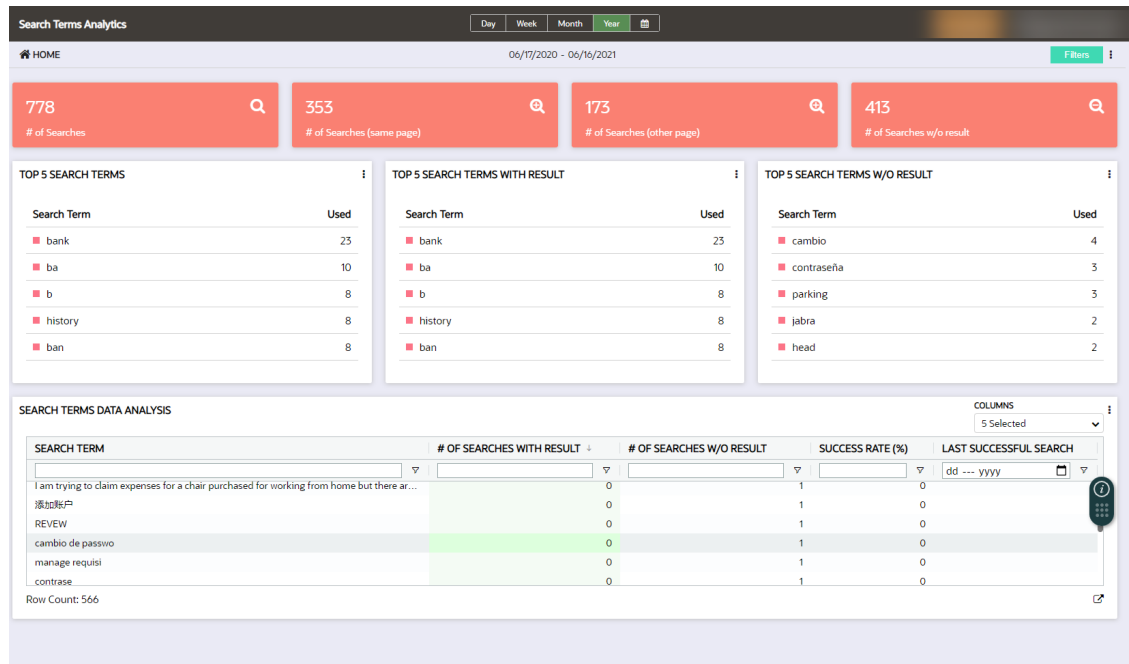 Search Terms Analytics
Day Week Month Year
HOME
06/17/2020 - 06/16/2021
Filters
778
# of Searches
353
# of Searches (same page)
173
# of Searches (other page)
413
# of Searches w/o result
TOP 5 SEARCH TERMS
Search Term Used
bank 23
ba 10
b 8
history 8
ban 8
TOP 5 SEARCH TERMS WITH RESULT
Search Term Used
bank 23
ba 10
b 8
history 8
ban 8
TOP 5 SEARCH TERMS W/O RESULT
Search Term Used
cambio 4
contraseña 3
parking 3
jabra 2
head 2
SEARCH TERMS DATA ANALYSIS
COLUMNS
5 Selected
SEARCH TERM # OF SEARCHES WITH RESULT ↓ # OF SEARCHES W/O RESULT SUCCESS RATE (%) LAST SUCCESSFUL SEARCH
dd --- yyyy
I am trying to claim expenses for a chair purchased for working from home but there ar... 0 1 0
添加账户 0 1 0
REVEW 0 1 0
cambio de passwo 0 1 0
manage requisi 0 1 0
contrase 0 1 0
Row Count: 566